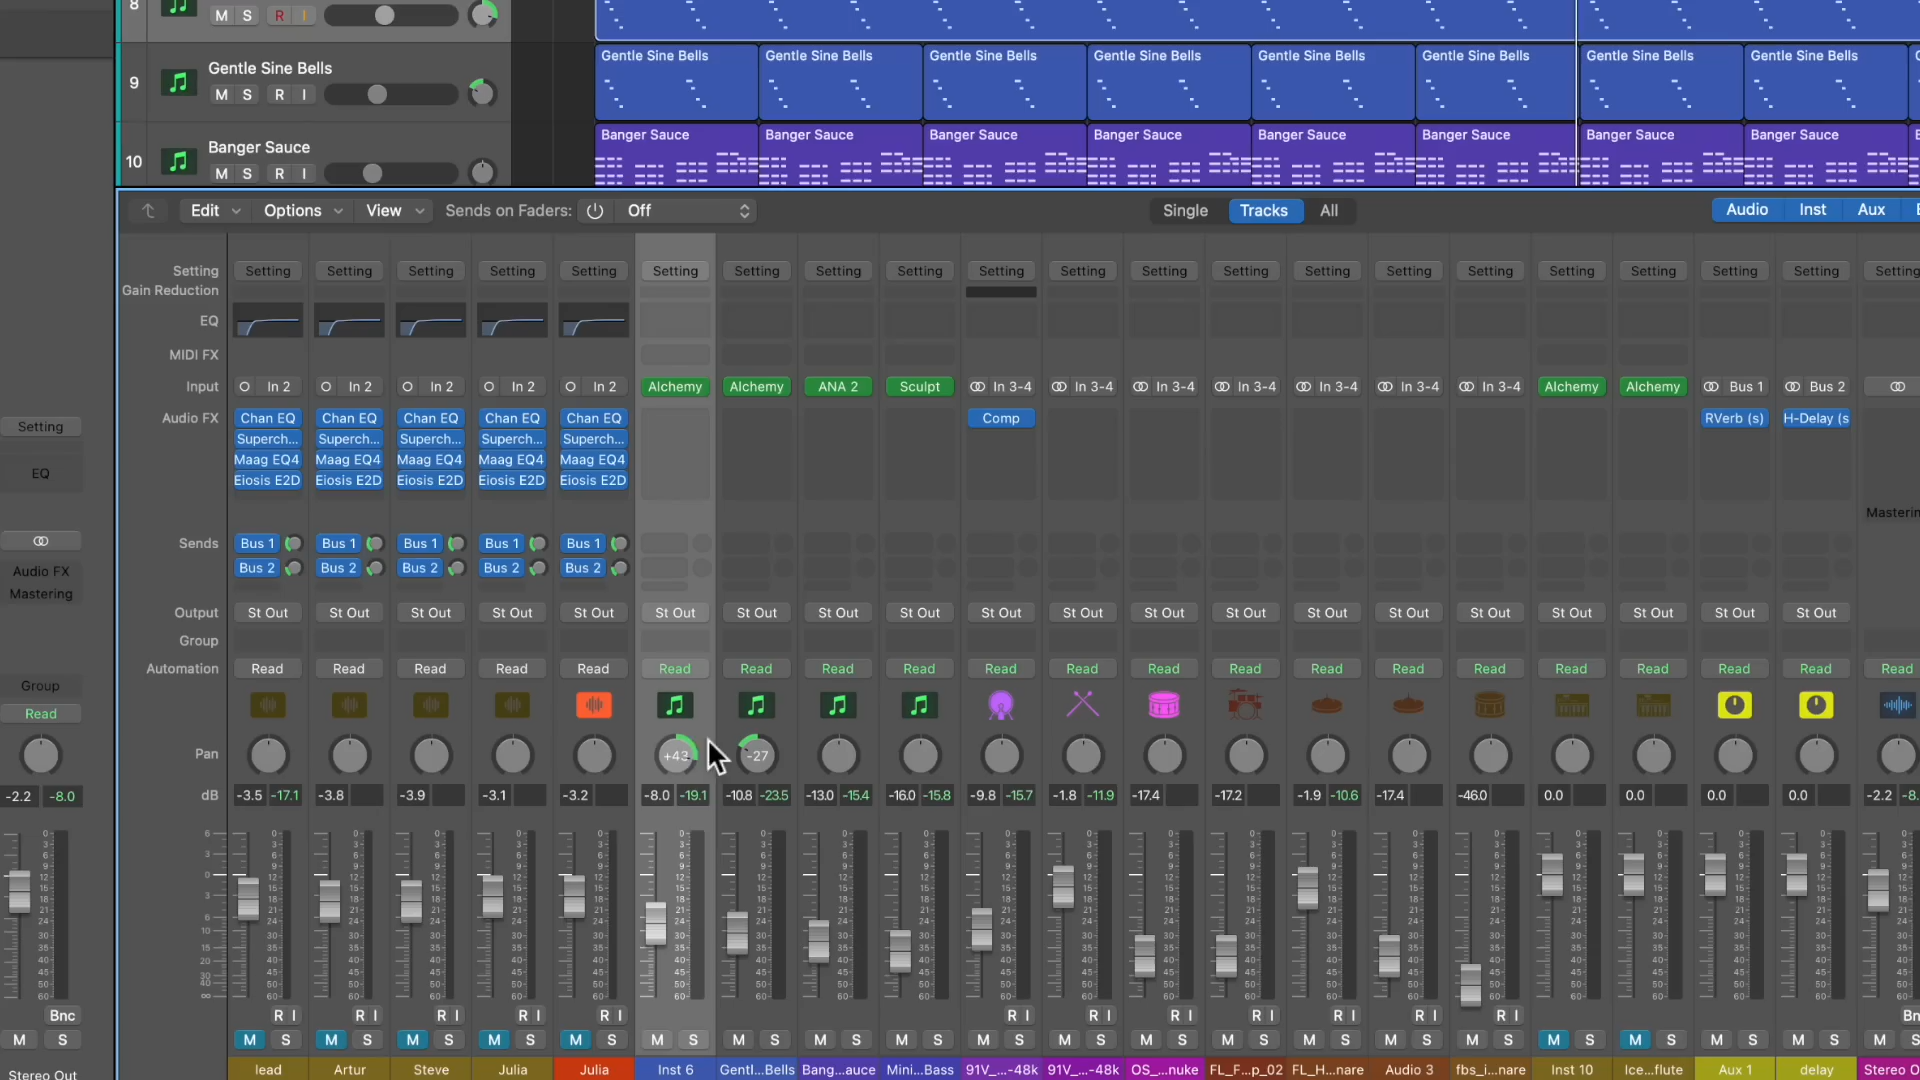 8
M S R I
Gentle Sine Bells Gentle Sine Bells Gentle Sine Bells Gentle Sine Bells Gentle Sine Bells Gentle Sine Bells Gentle Sine Bells Gentle Sine Bells
9
Gentle Sine Bells
M S R I
Banger Sauce Banger Sauce Banger Sauce Banger Sauce Banger Sauce Banger Sauce Banger Sauce Banger Sauce
10
Banger Sauce
M S R I
Edit Options View Sends on Faders: Off Single Tracks All Audio Inst Aux
Setting Setting Setting Setting Setting Setting Setting Setting Setting Setting Setting Setting Setting Setting Setting Setting Setting Setting Setting Setting Setting Setting
Gain Reduction
EQ
MIDI FX
Input In 2 In 2 In 2 In 2 In 2 Alchemy Alchemy ANA 2 Sculpt In 3-4 In 3-4 In 3-4 In 3-4 In 3-4 In 3-4 In 3-4 Alchemy Alchemy Bus 1 Bus 2
Audio FX Chan EQ Chan EQ Chan EQ Chan EQ Chan EQ Comp RVerb (s) H-Delay (s
Superch... Superch... Superch... Superch... Superch...
Maag EQ4 Maag EQ4 Maag EQ4 Maag EQ4 Maag EQ4
Eiosis E2D Eiosis E2D Eiosis E2D Eiosis E2D Eiosis E2D
Masterin
Sends Bus 1 Bus 1 Bus 1 Bus 1 Bus 1
Bus 2 Bus 2 Bus 2 Bus 2 Bus 2
Output St Out St Out St Out St Out St Out St Out St Out St Out St Out St Out St Out St Out St Out St Out St Out St Out St Out St Out St Out St Out
Group
Automation Read Read Read Read Read Read Read Read Read Read Read Read Read Read Read Read Read Read Read Read Read
Pan +43 -27
dB -3.5 -17.1 -3.8 -3.9 -3.1 -3.2 -8.0 -19.1 -10.8 -23.5 -13.0 -15.4 -16.0 -15.8 -9.8 -15.7 -1.8 -11.9 -17.4 -17.2 -1.9 -10.6 -17.4 -46.0 0.0 0.0 0.0 0.0 -2.2 -8.
R I R I R I R I R I R I R I R I R I R I R I R I Bn
M S M S M S M S M S M S M S M S M S M S M S M S M S M S M S M S M S M S M S M S M
lead Artur Steve Julia Julia Inst 6 Gentl...Bells Bang...auce Mini...Bass 91V_...-48k 91V_...-48k OS_...nuke FL_F...p_02 FL_H...nare Audio 3 fbs_i...nare Inst 10 Ice...flute Aux 1 delay Stereo O
Setting
EQ
Audio FX
Mastering
Group
Read
-2.2 -8.0
Bnc
M S
Stereo Out